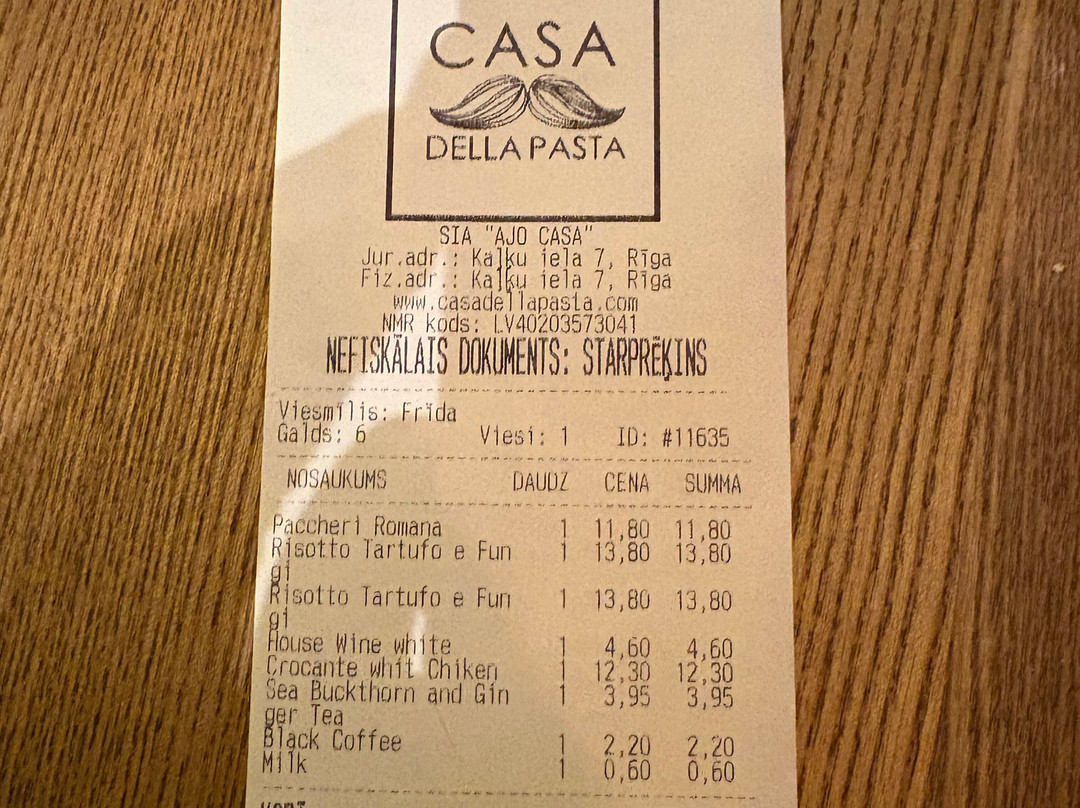 CASA
DELLA PASTA
SIA "AJO CASA"
Jur.adr.: Kaļķu iela 7, Rīga
Fiz.adr.: Kaļķu iela 7, Rīga
www.casadellapasta.com
NMR kods: LV40203573041
NEFISKĀLAIS DOKUMENTS: STARPRĒĶINS
Viesmīlis: Frīda
Galds: 6 Viesi: 1 ID: #11635
NOSAUKUMS DAUDZ CENA SUMMA
Paccheri Romana 1 11,80 11,80
Risotto Tartufo e Fun 1 13,80 13,80
gi
Risotto Tartufo e Fun 1 13,80 13,80
gi
House Wine white 1 4,60 4,60
Crocante whit Chiken 1 12,30 12,30
Sea Buckthorn and Gin 1 3,95 3,95
ger Tea
Black Coffee 1 2,20 2,20
Milk 1 0,60 0,60